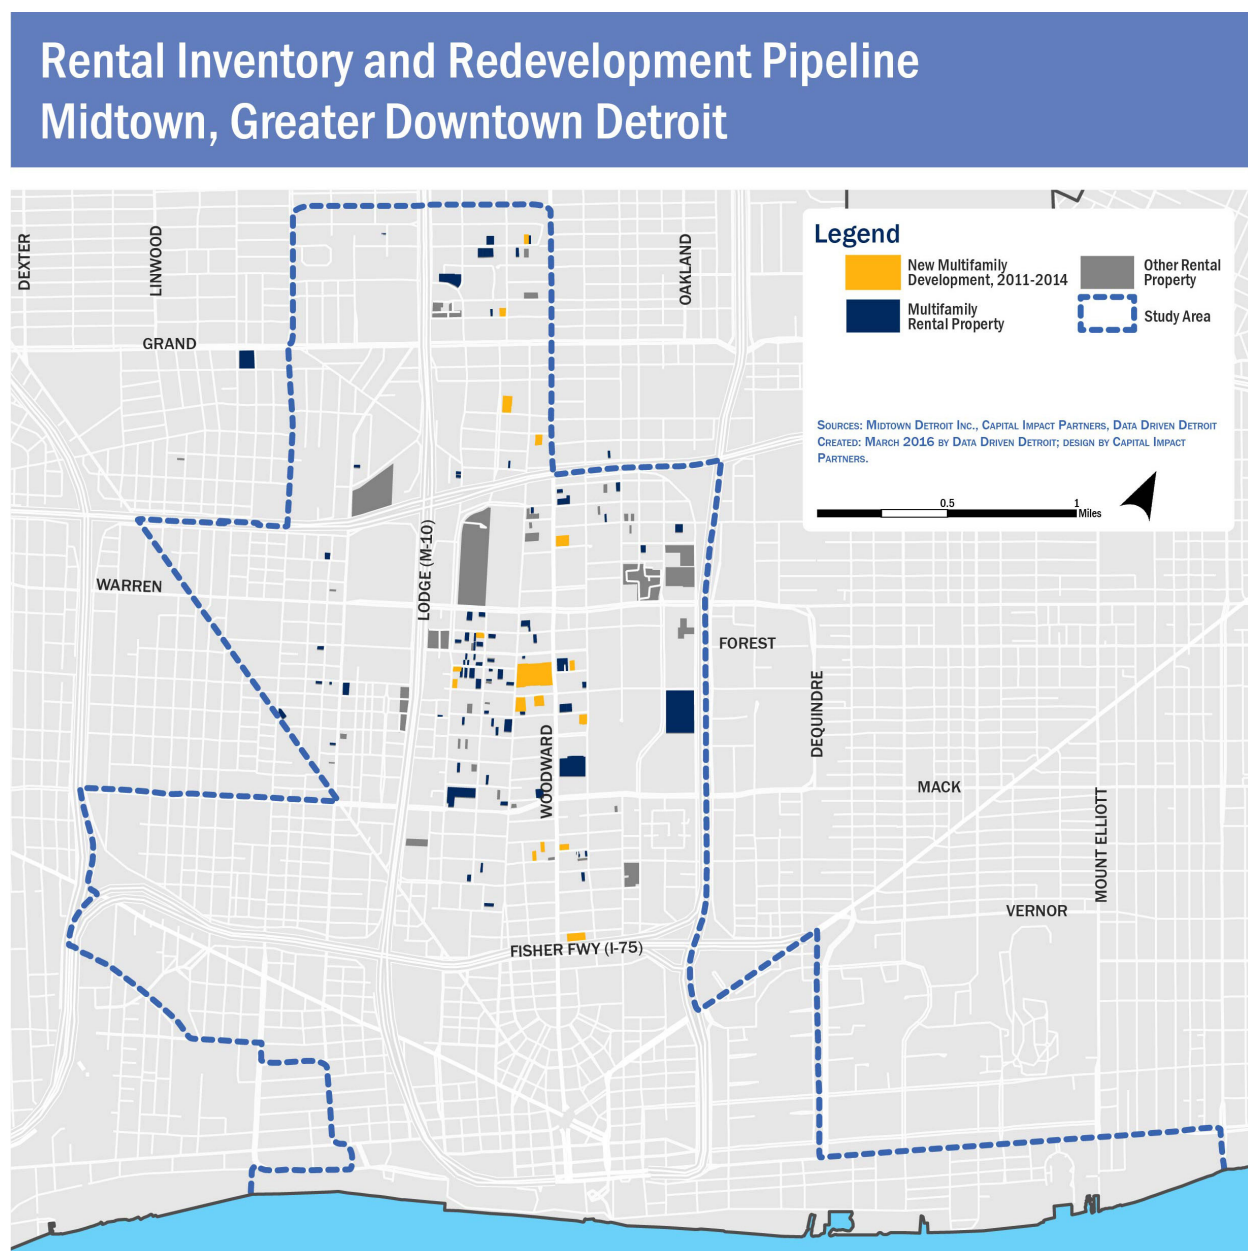 Rental Inventory and Redevelopment Pipeline
Midtown, Greater Downtown Detroit
Legend
New Multifamily
Development, 2011-2014
Multifamily
Rental Property
Other Rental
Property
Study Area
SOURCES: MIDTOWN DETROIT INC., CAPITAL IMPACT PARTNERS, DATA DRIVEN DETROIT
CREATED: MARCH 2016 BY DATA DRIVEN DETROIT; DESIGN BY CAPITAL IMPACT
PARTNERS.
0.5
1
Miles
DEXTER
LINWOOD
OAKLAND
GRAND
WARREN
LODGE (M-10)
FOREST
DEQUINDRE
WOODWARD
MACK
MOUNT ELLIOTT
VERNOR
FISHER FWY (I-75)